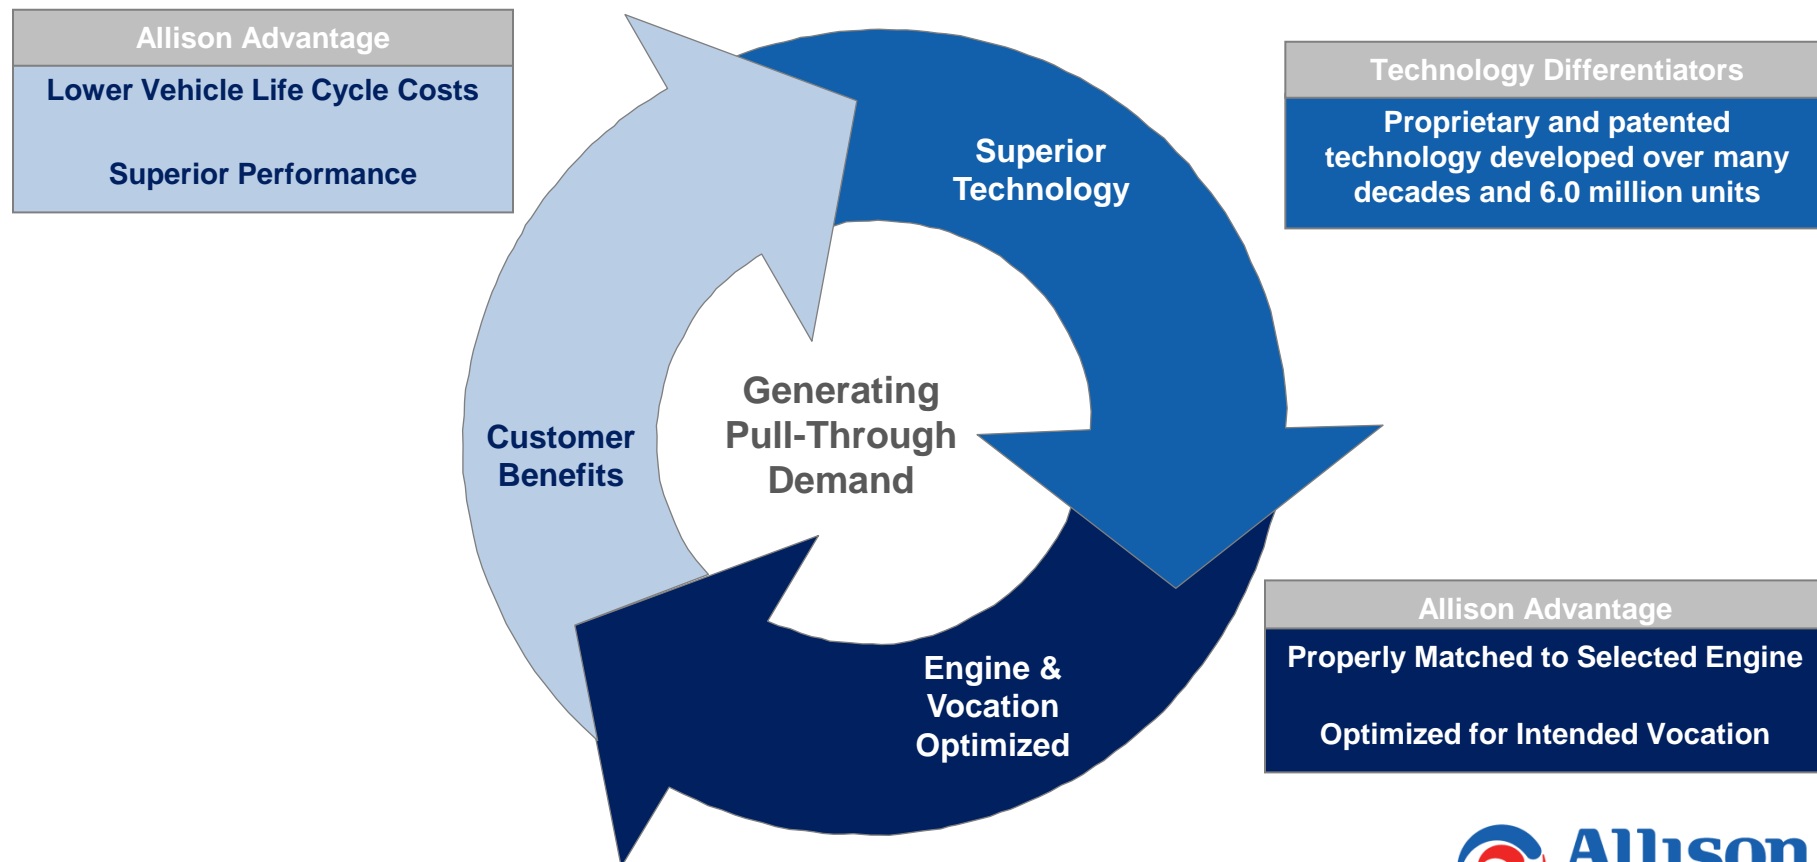 Allison Advantage
Lower Vehicle Life Cycle Costs
Superior Performance
Technology Differentiators
Proprietary and patented
technology developed over many
decades and 6.0 million units
Superior
Technology
Generating
Pull-Through
Demand
Customer
Benefits
Engine &
Vocation
Optimized
Allison Advantage
Properly Matched to Selected Engine
Optimized for Intended Vocation
Allison